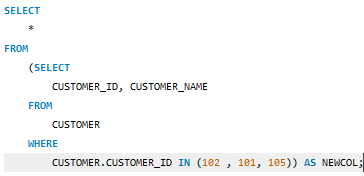 SELECT
*
FROM
(SELECT
CUSTOMER_ID, CUSTOMER_NAME
FROM
CUSTOMER
WHERE
CUSTOMER.CUSTOMER_ID IN (102 , 101, 105)) AS NEWCOL;